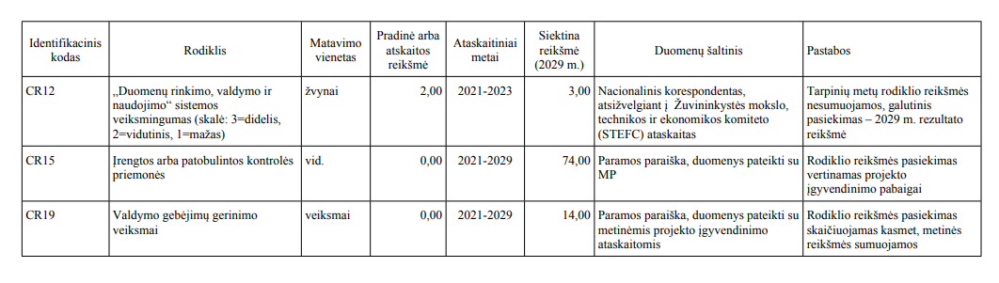 Identifikacinis
kodas
Rodiklis
Matavimo
vienetas
Pradinė arba
atskaitos
reikšmė
Ataskaitiniai
metai
Siektina
reikšmė
(2029 m.)
Duomenų šaltinis
Pastabos
CR12
„Duomenų rinkimo, valdymo ir
naudojimo“ sistemos
veiksmingumas (skalė: 3=didelis,
2=vidutinis, 1=mažas)
žvynai
2,00
2021-2023
3,00
Nacionalinis korespondentas,
atsižvelgiant į Žuvininkystės mokslo,
technikos ir ekonomikos komiteto
(STEFC) ataskaitas
Tarpinių metų rodiklio reikšmės
nesumuojamos, galutinis
pasiekimas – 2029 m. rezultato
reikšmė
CR15
Įrengtos arba patobulintos kontrolės
priemonės
vid.
0,00
2021-2029
74,00
Paramos paraiška, duomenys pateikti su
MP
Rodiklio reikšmės pasiekimas
vertinamas projekto
įgyvendinimo pabaigai
CR19
Valdymo gebėjimų gerinimo
veiksmai
veiksmai
0,00
2021-2029
14,00
Paramos paraiška, duomenys pateikti su
metinėmis projekto įgyvendinimo
ataskaitomis
Rodiklio reikšmės pasiekimas
skaičiuojamas kasmet, metinės
reikšmės sumuojamos